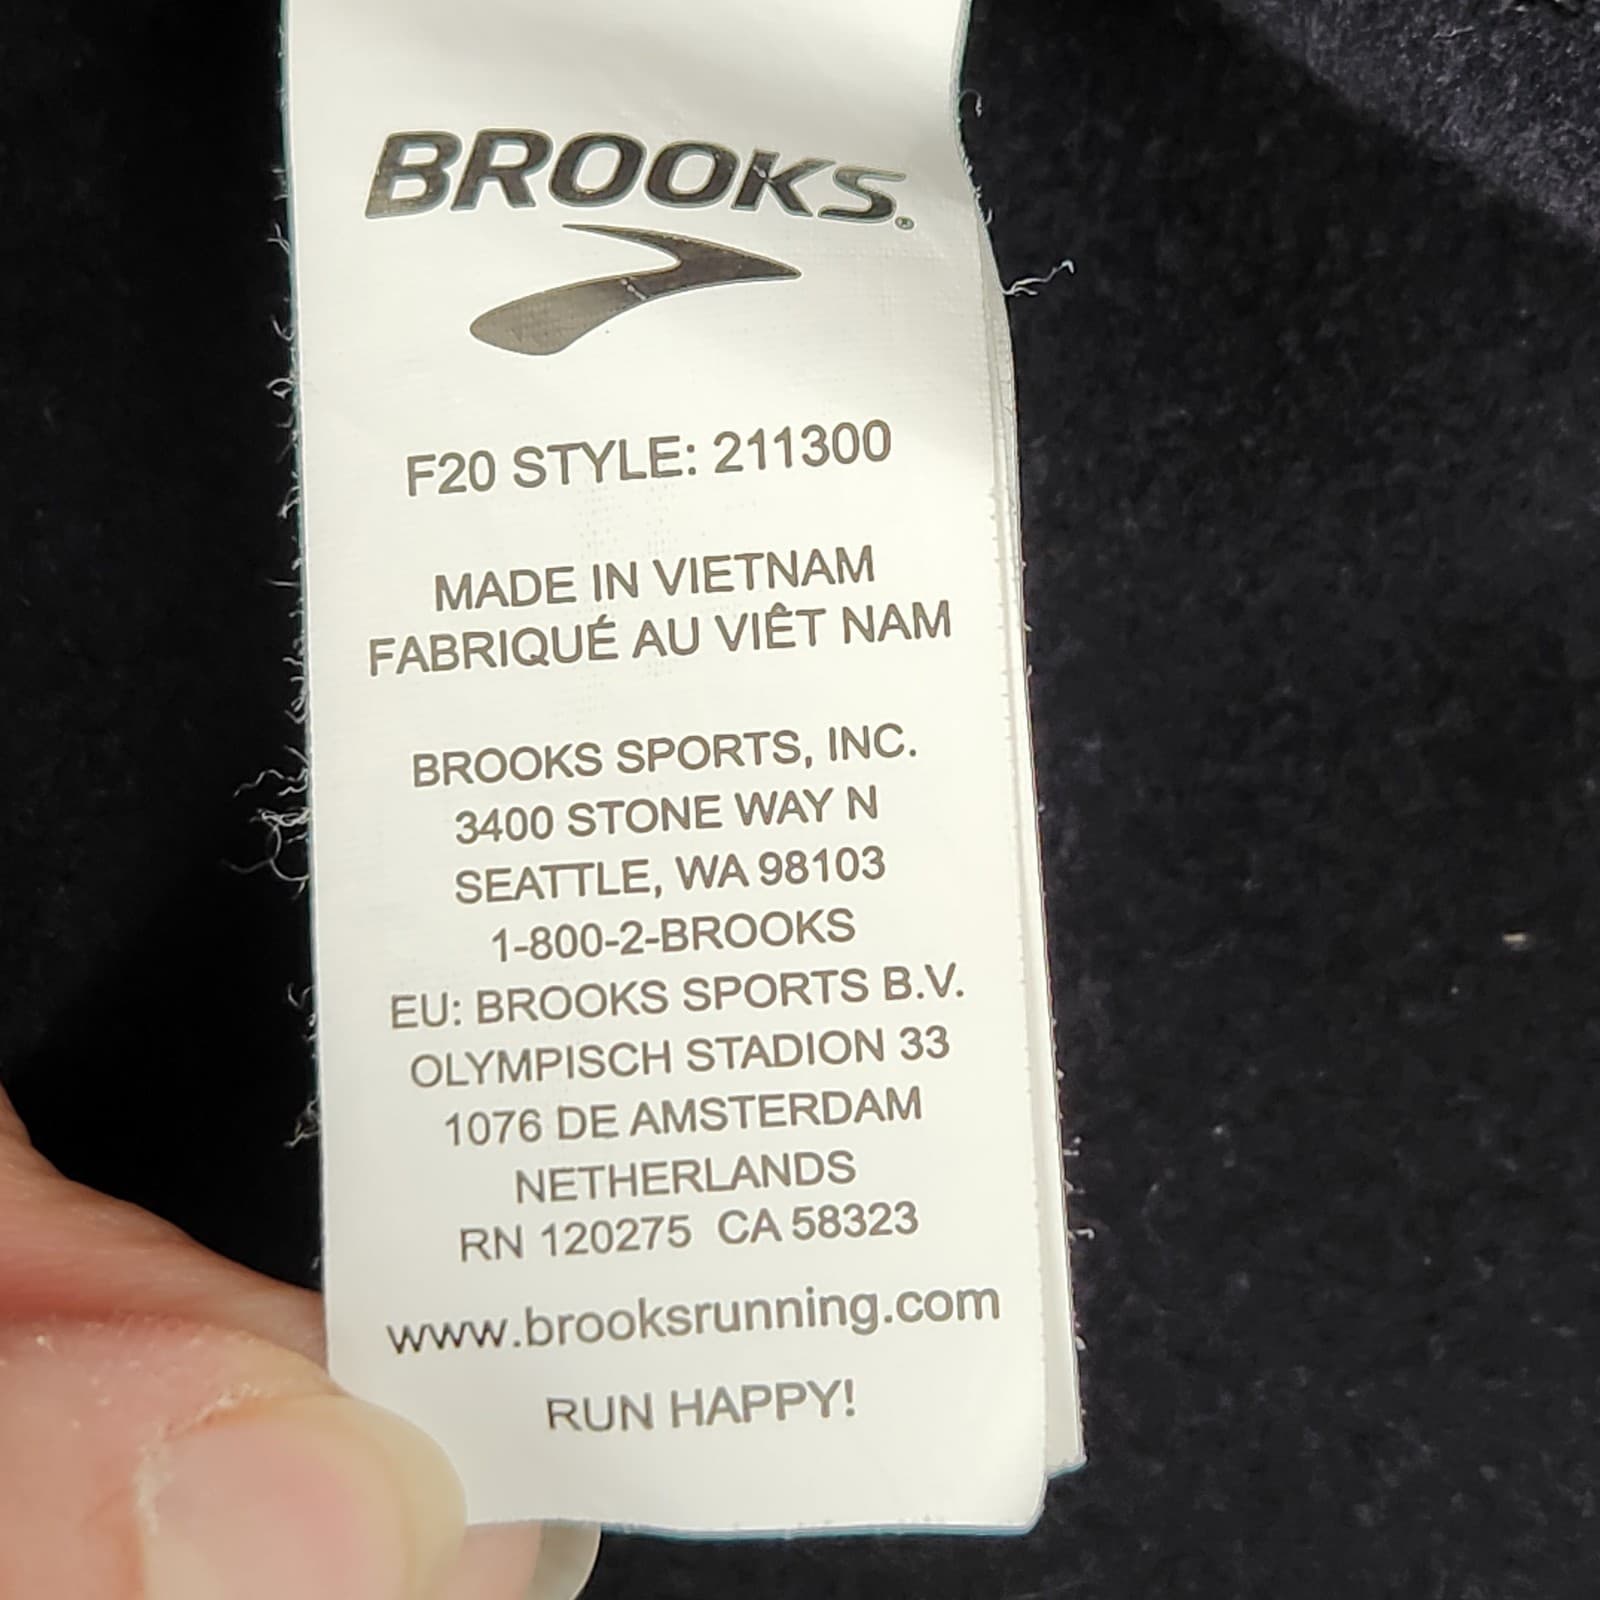 BROOKS®
F20 STYLE: 211300
MADE IN VIETNAM
FABRIQUÉ AU VIÊT NAM
BROOKS SPORTS, INC.
3400 STONE WAY N
SEATTLE, WA 98103
1-800-2-BROOKS
EU: BROOKS SPORTS B.V.
OLYMPISCH STADION 33
1076 DE AMSTERDAM
NETHERLANDS
RN 120275 CA 58323
www.brooksrunning.com
RUN HAPPY!